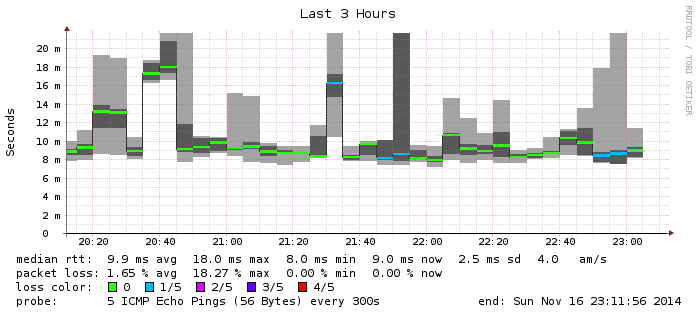 Last 3 Hours
RRDTOOL / TOBI OETIKER
Seconds
20 m
18 m
16 m
14 m
12 m
10 m
8 m
6 m
4 m
2 m
0
20:20 20:40 21:00 21:20 21:40 22:00 22:20 22:40 23:00
median rtt: 9.9 ms avg 18.0 ms max 8.0 ms min 9.0 ms now 2.5 ms sd 4.0 am/s
packet loss: 1.65 % avg 18.27 % max 0.00 % min 0.00 % now
loss color: 0 1/5 2/5 3/5 4/5
probe: 5 ICMP Echo Pings (56 Bytes) every 300s end: Sun Nov 16 23:11:56 2014